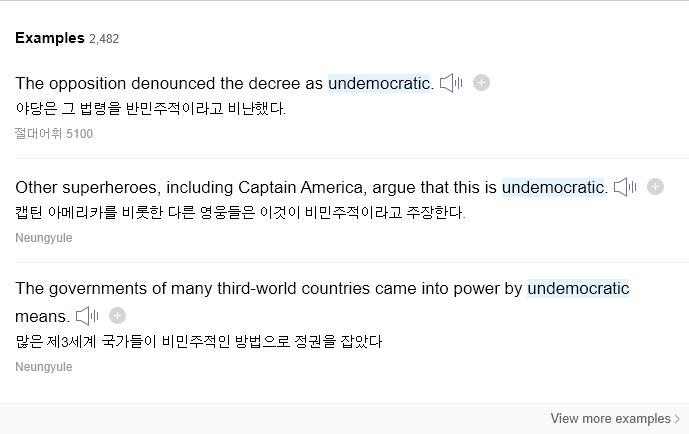 Examples 2,482
The opposition denounced the decree as undemocratic.
야당은 그 법령을 반민주적이라고 비난했다.
절대어휘 5100
Other superheroes, including Captain America, argue that this is undemocratic.
캡틴 아메리카를 비롯한 다른 영웅들은 이것이 비민주적이라고 주장한다.
Neungyule
The governments of many third-world countries came into power by undemocratic
means.
많은 제3세계 국가들이 비민주적인 방법으로 정권을 잡았다
Neungyule
View more examples